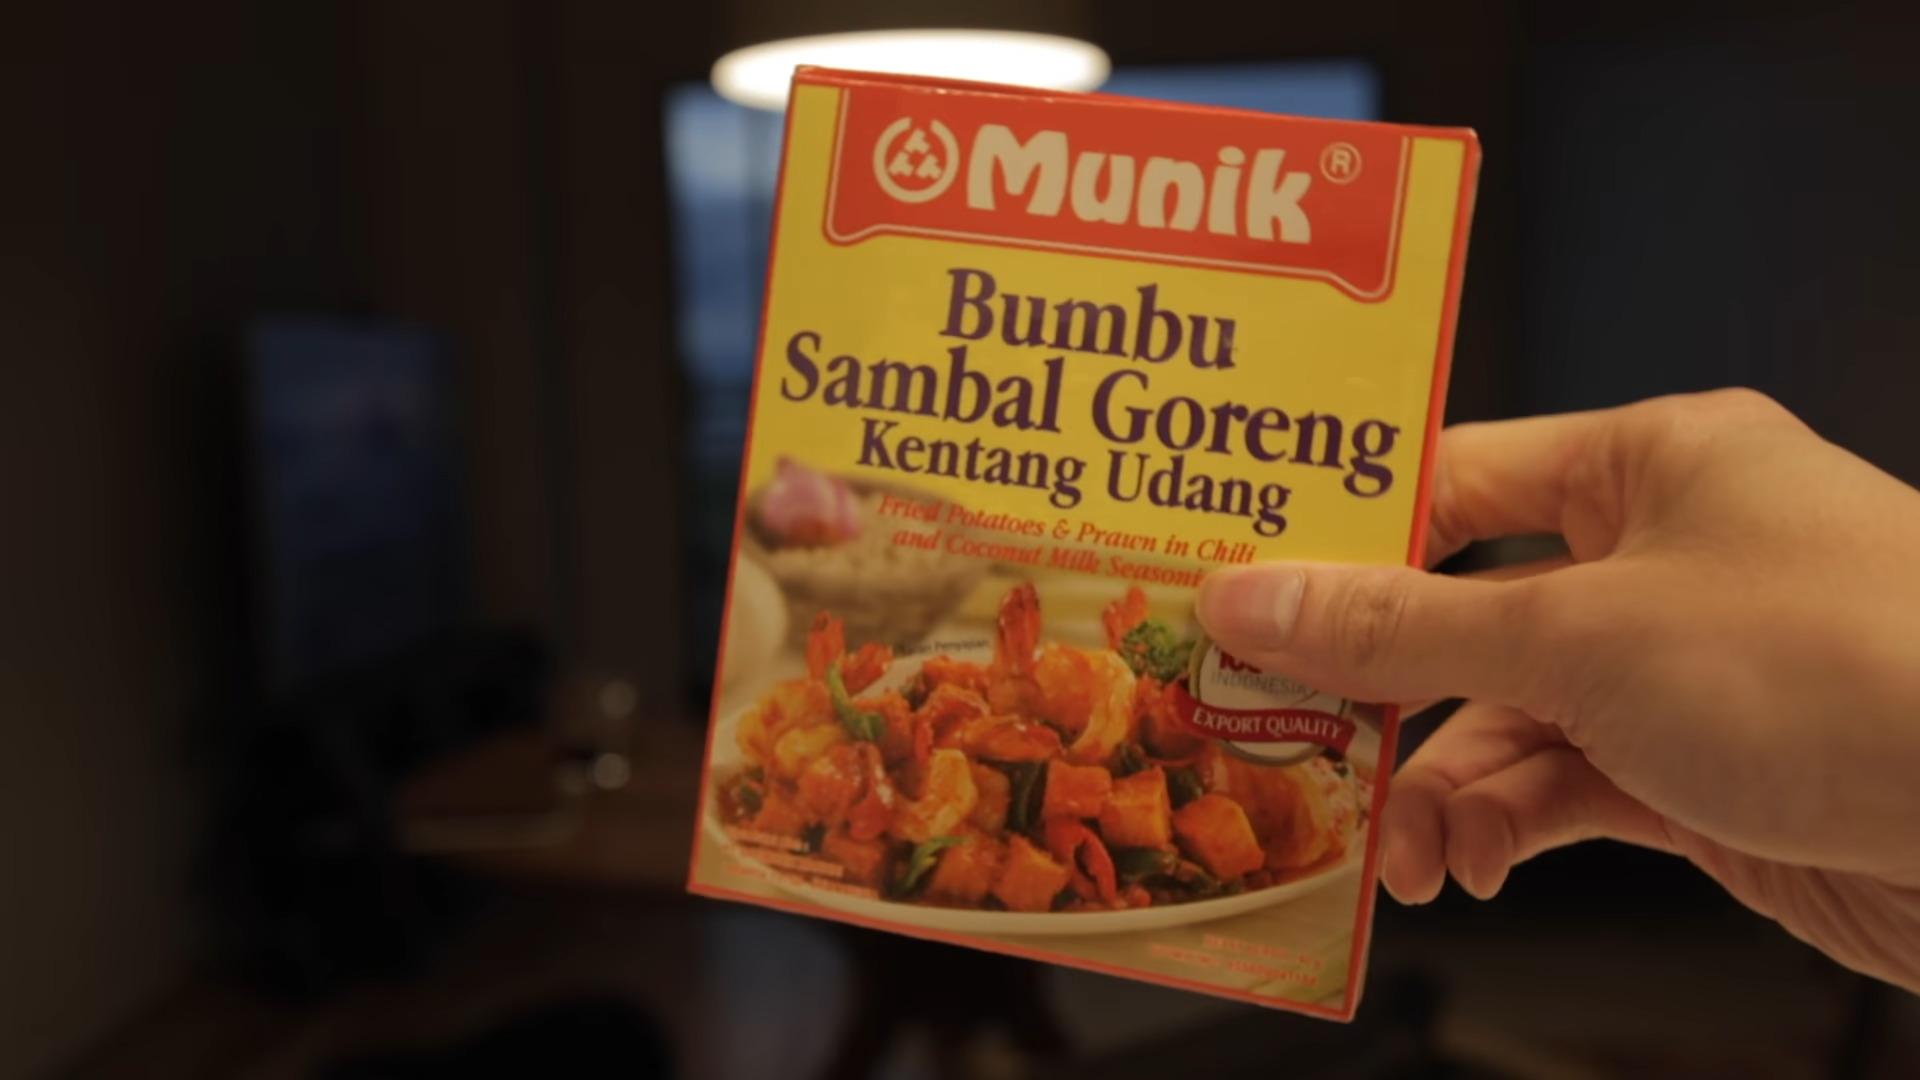 Munik®
Bumbu
Sambal Goreng
Kentang Udang
Fried Potatoes & Prawn in Chili
and Coconut Milk
INDONESIA
EXPORT QUALITY